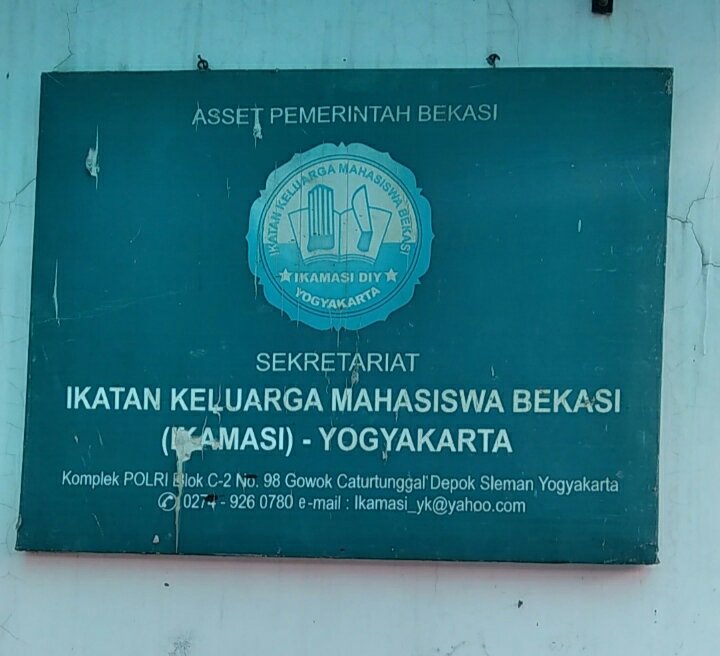 ASSET PEMERINTAH BEKASI
IKATAN KELUARGA MAHASISWA BEKASI
IKAMASI DIY
YOGYAKARTA
SEKRETARIAT
IKATAN KELUARGA MAHASISWA BEKASI
(IKAMASI) - YOGYAKARTA
Komplek POLRI Blok C-2 No. 98 Gowok Caturtunggal Depok Sleman Yogyakarta
0274 - 926 0780 e-mail : Ikamasi_yk@yahoo.com